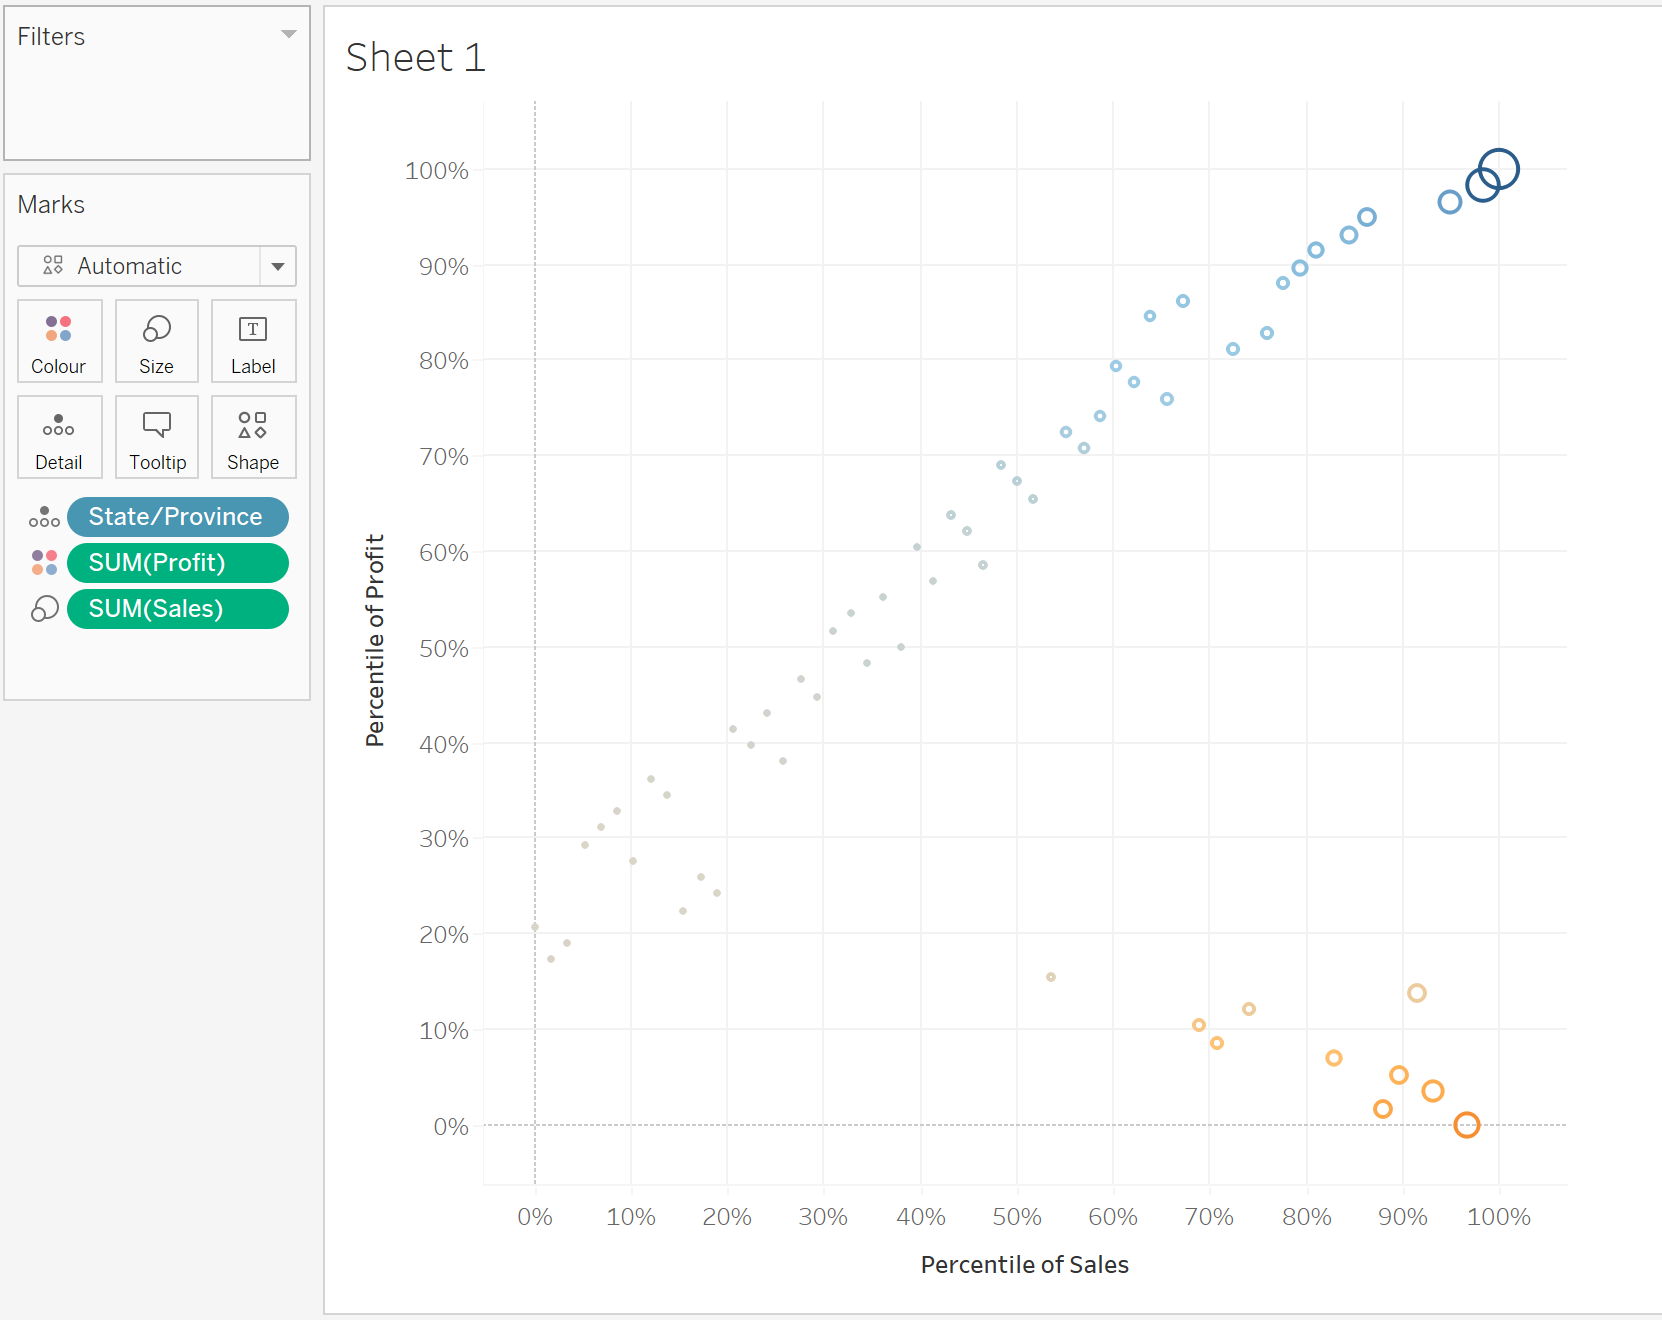 Filters
Marks
Automatic
Colour
Size
T
Label
Detail
Tooltip
Shape
State/Province
SUM(Profit)
SUM(Sales)
Sheet 1
Percentile of Profit
100%
90%
80%
70%
60%
50%
40%
30%
20%
10%
0%
0% 10% 20% 30% 40% 50% 60% 70% 80% 90% 100%
Percentile of Sales